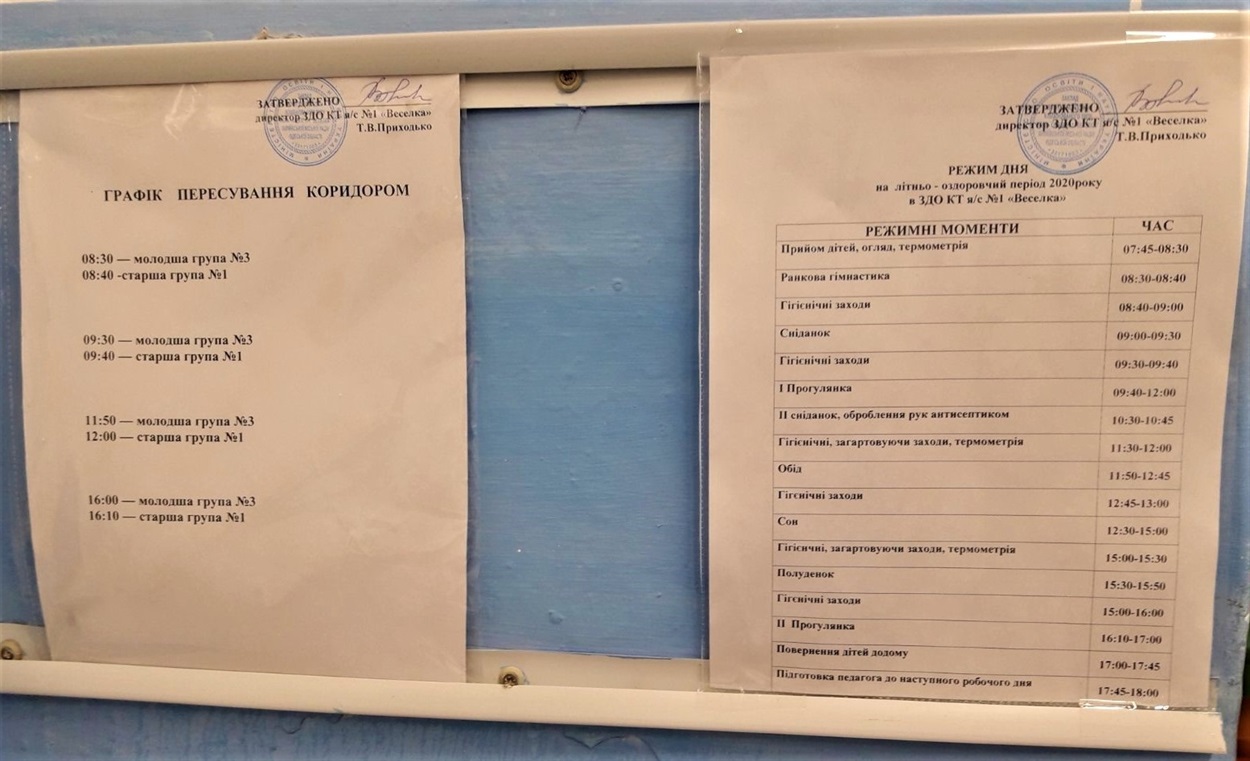 ЗАТВЕРДЖЕНО
директор ЗДО КТ я/с №1 «Веселка»
Т.В.Приходько
ГРАФІК ПЕРЕСУВАННЯ КОРИДОРОМ
08:30 — молодша група №3
08:40 -старша група №1
09:30 — молодша група №3
09:40 — старша група №1
11:50 — молодша група №3
12:00 — старша група №1
16:00 — молодша група №3
16:10 — старша група №1
ЗАТВЕРДЖЕНО
директор ЗДО КТ я/с №1 «Веселка»
Т.В.Приходько
РЕЖИМ ДНЯ
на літньо - оздоровчий період 2020року
в ЗДО КТ я/с №1 «Веселка»
РЕЖИМНІ МОМЕНТИ ЧАС
Прийом дітей, огляд, термометрія 07:45-08:30
Ранкова гімнастика 08:30-08:40
Гігієнічні заходи 08:40-09:00
Сніданок 09:00-09:30
Гігієнічні заходи 09:30-09:40
І Прогулянка 09:40-12:00
ІІ сніданок, оброблення рук антисептиком 10:30-10:45
Гігієнічні, загартовуючи заходи, термометрія 11:30-12:00
Обід 11:50-12:45
Гігієнічні заходи 12:45-13:00
Сон 12:30-15:00
Гігієнічні, загартовуючи заходи, термометрія 15:00-15:30
Полуденок 15:30-15:50
Гігієнічні заходи 15:00-16:00
ІІ Прогулянка 16:10-17:00
Повернення дітей додому 17:00-17:45
Підготовка педагога до наступного робочого дня 17:45-18:00